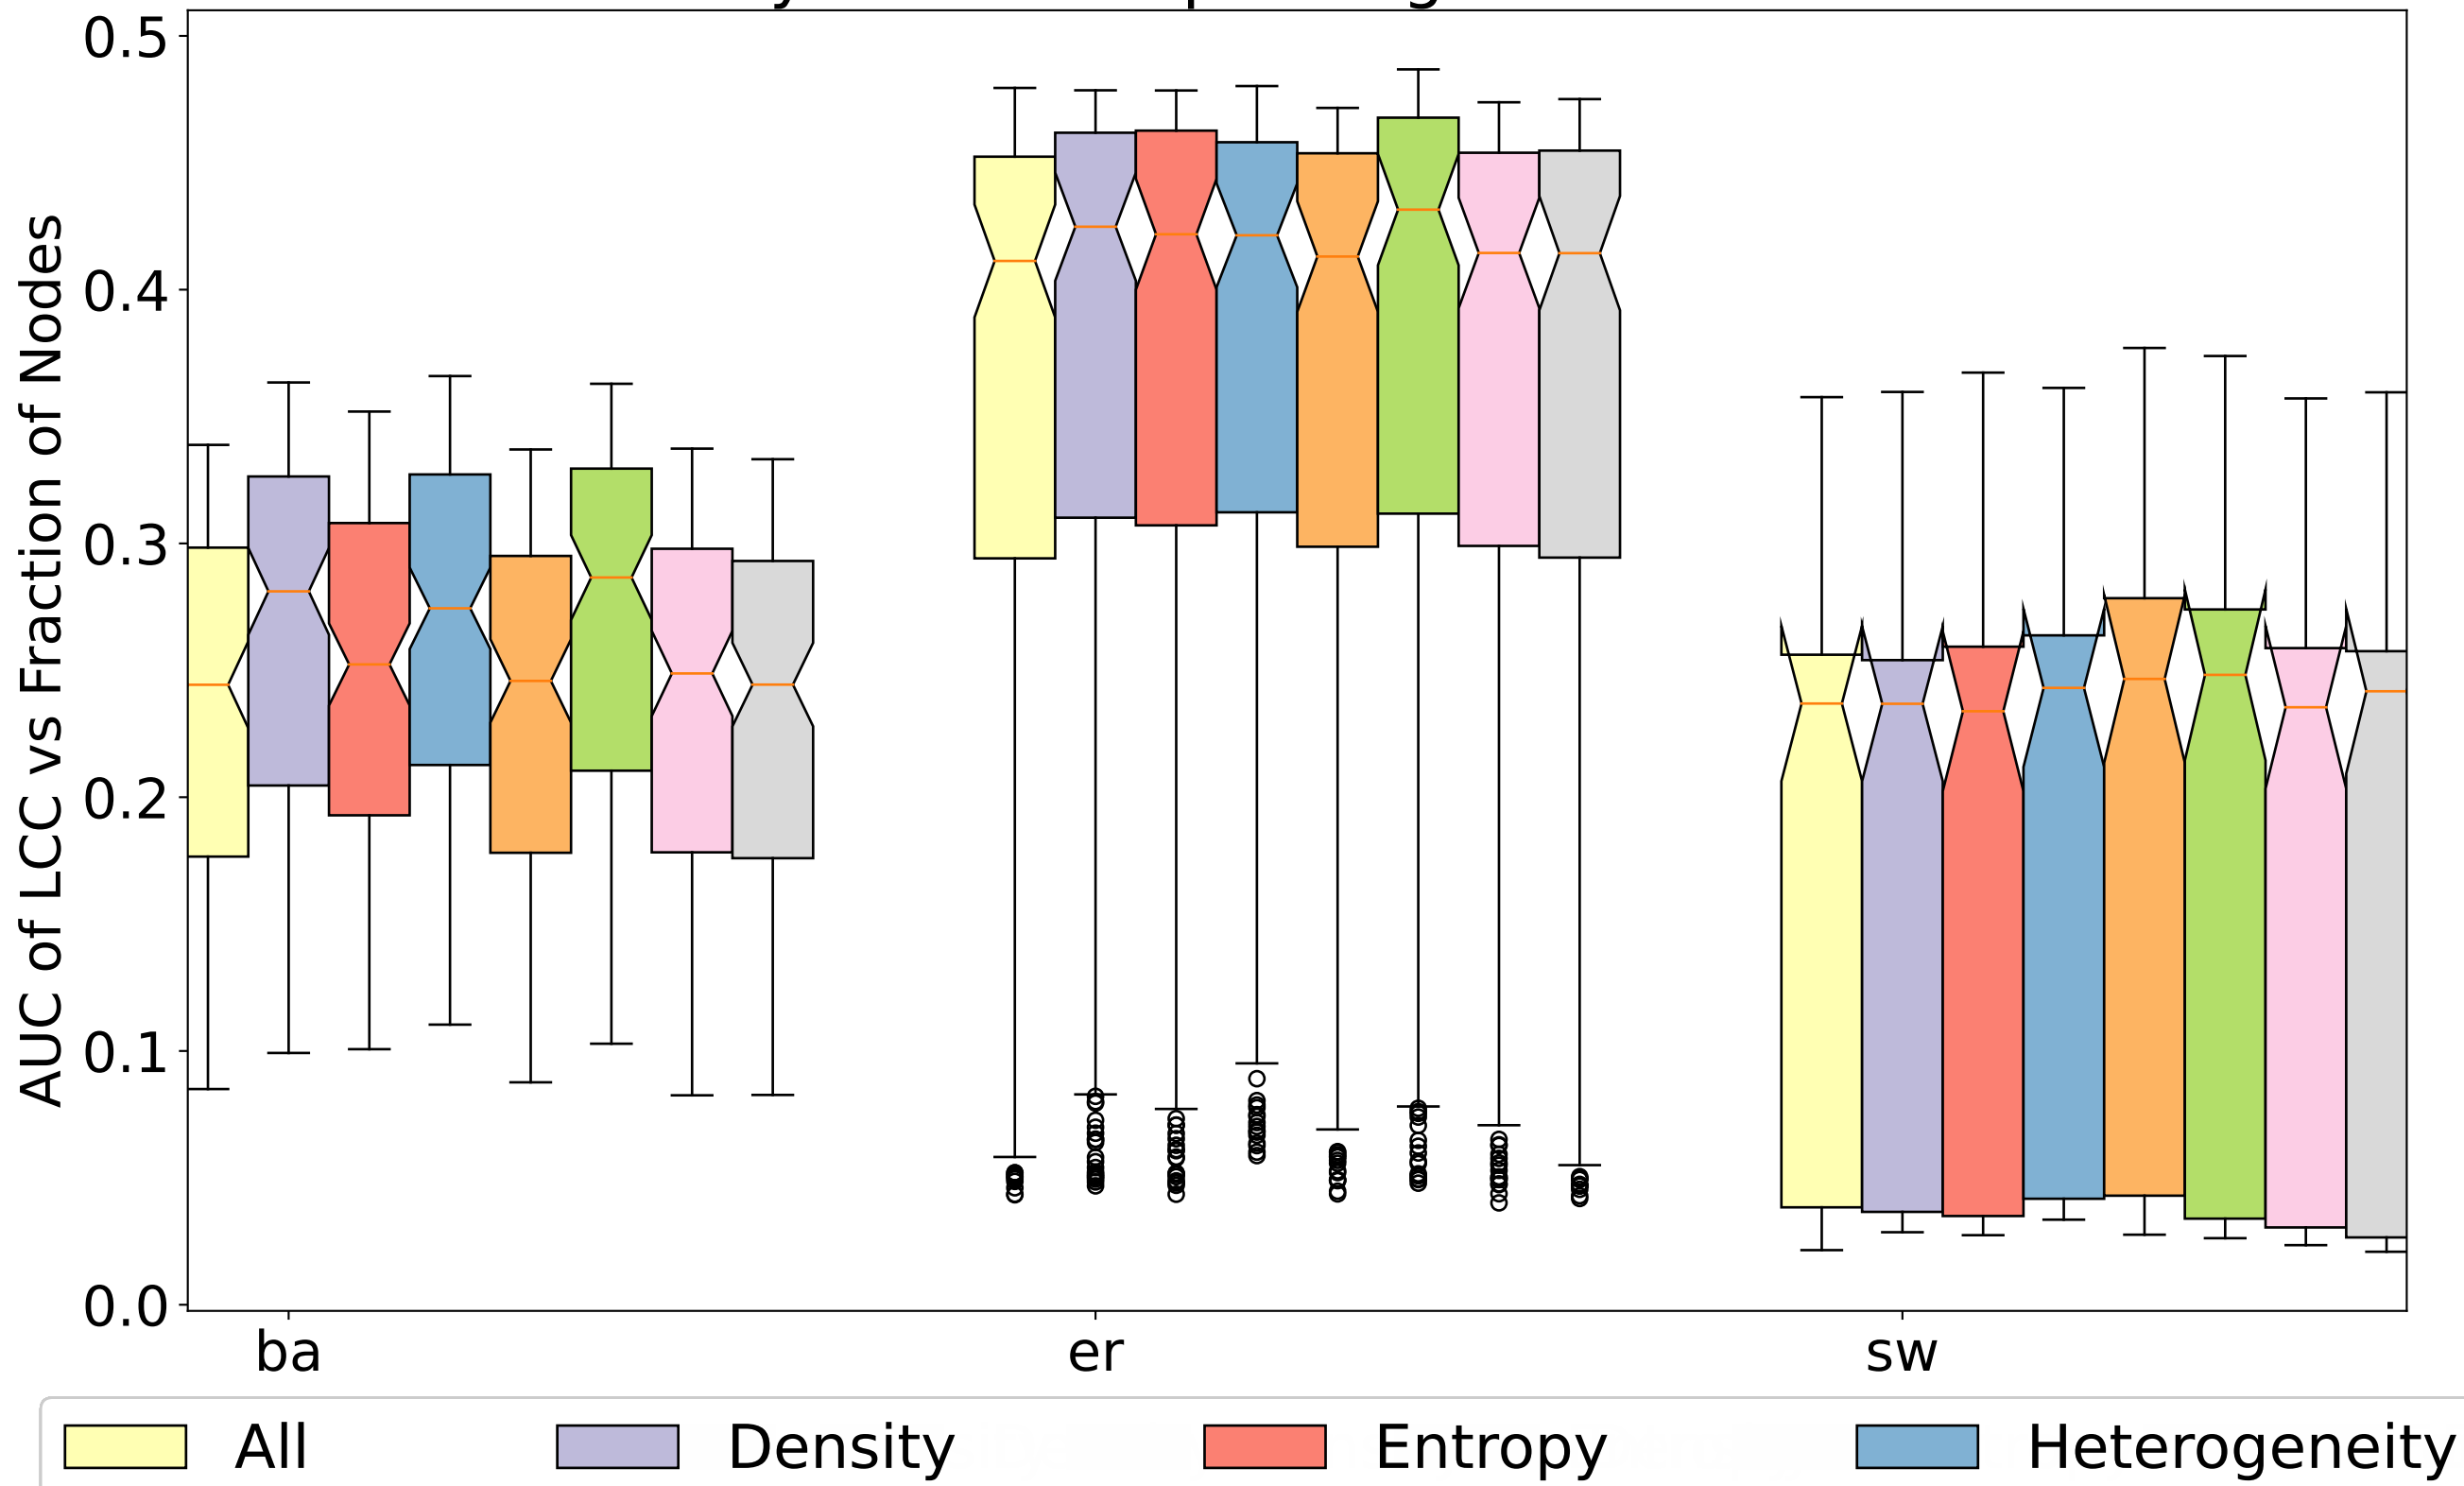 AUC of LCC vs Fraction of Nodes
0.5
0.4
0.3
0.2
0.1
0.0
ba er sw
All Density Entropy Heterogeneity